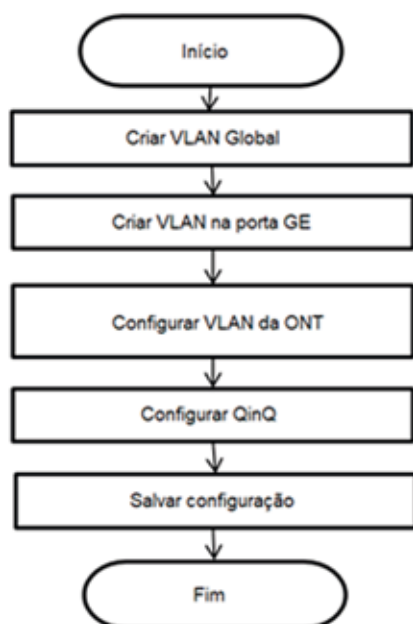 Início
Criar VLAN Global
Criar VLAN na porta GE
Configurar VLAN da ONT
Configurar QinQ
Salvar configuração
Fim